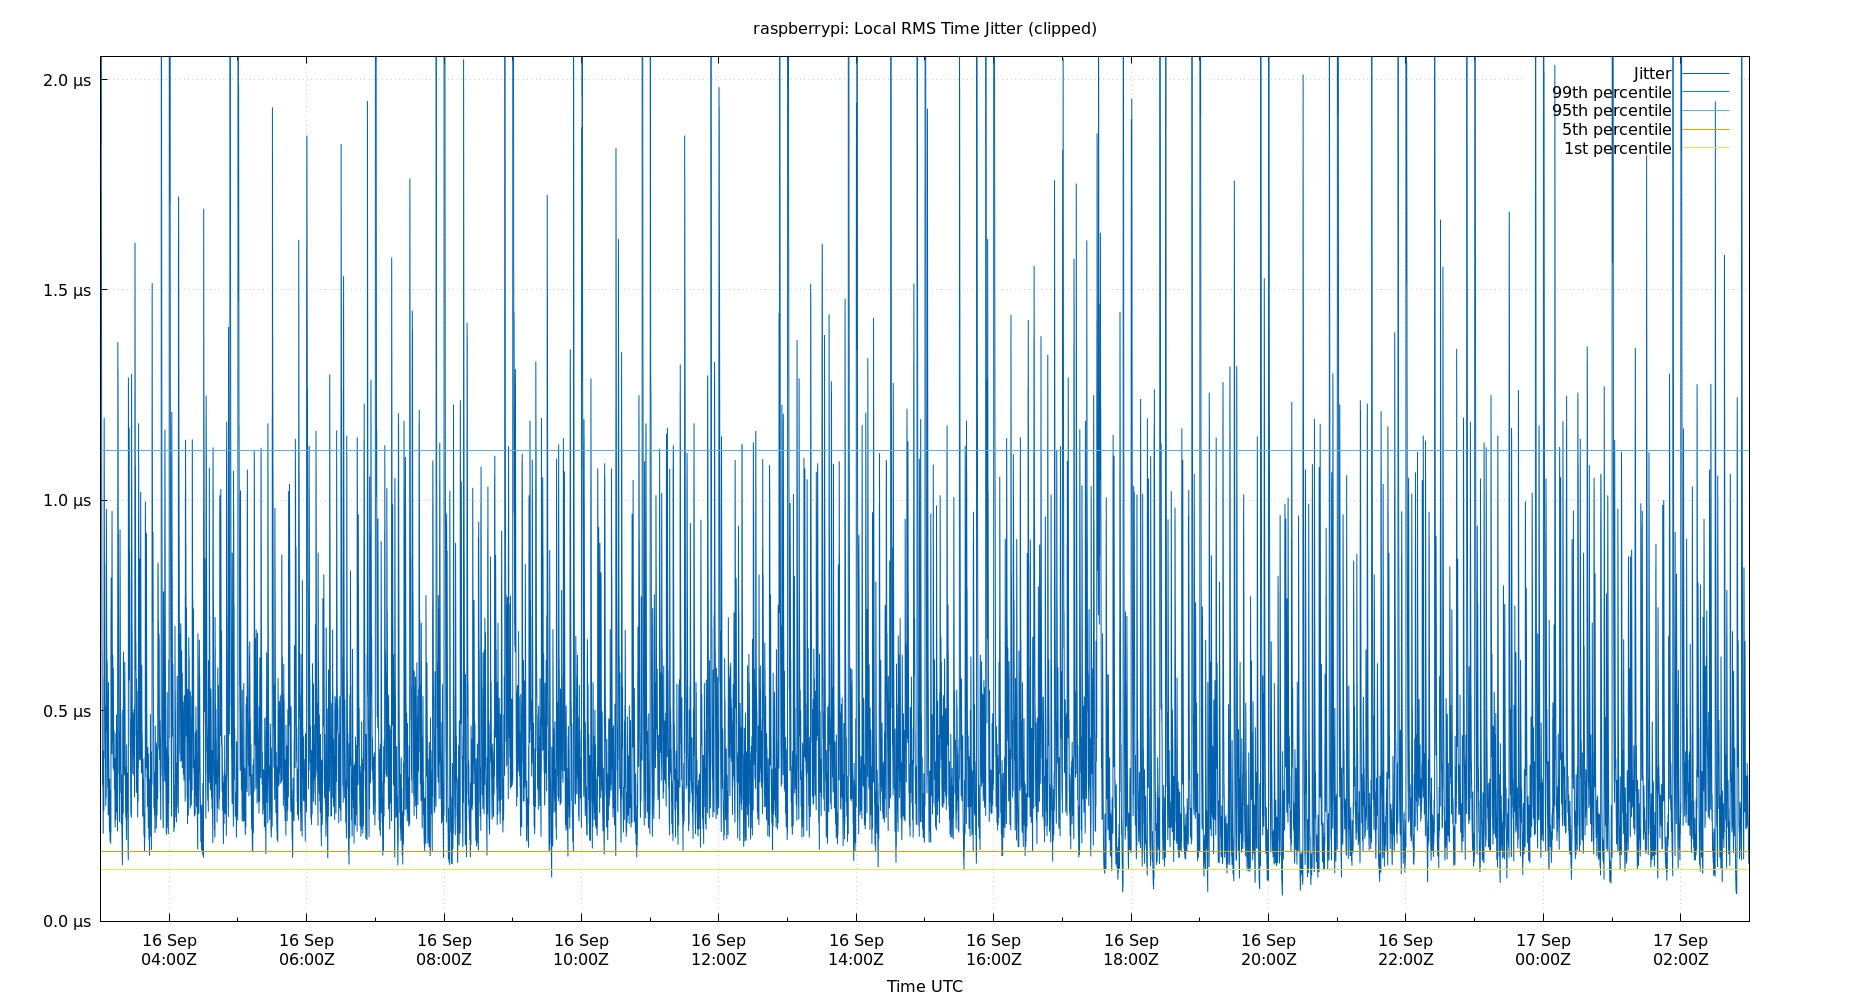 raspberrypi: Local RMS Time Jitter (clipped)
2.0 μs
1.5 μs
1.0 μs
0.5 μs
0.0 μs
Jitter
99th percentile
95th percentile
5th percentile
1st percentile
16 Sep 16 Sep 16 Sep 16 Sep 16 Sep 16 Sep 16 Sep 16 Sep 16 Sep 16 Sep 17 Sep 17 Sep
04:00Z 06:00Z 08:00Z 10:00Z 12:00Z 14:00Z 16:00Z 18:00Z 20:00Z 22:00Z 00:00Z 02:00Z
Time UTC